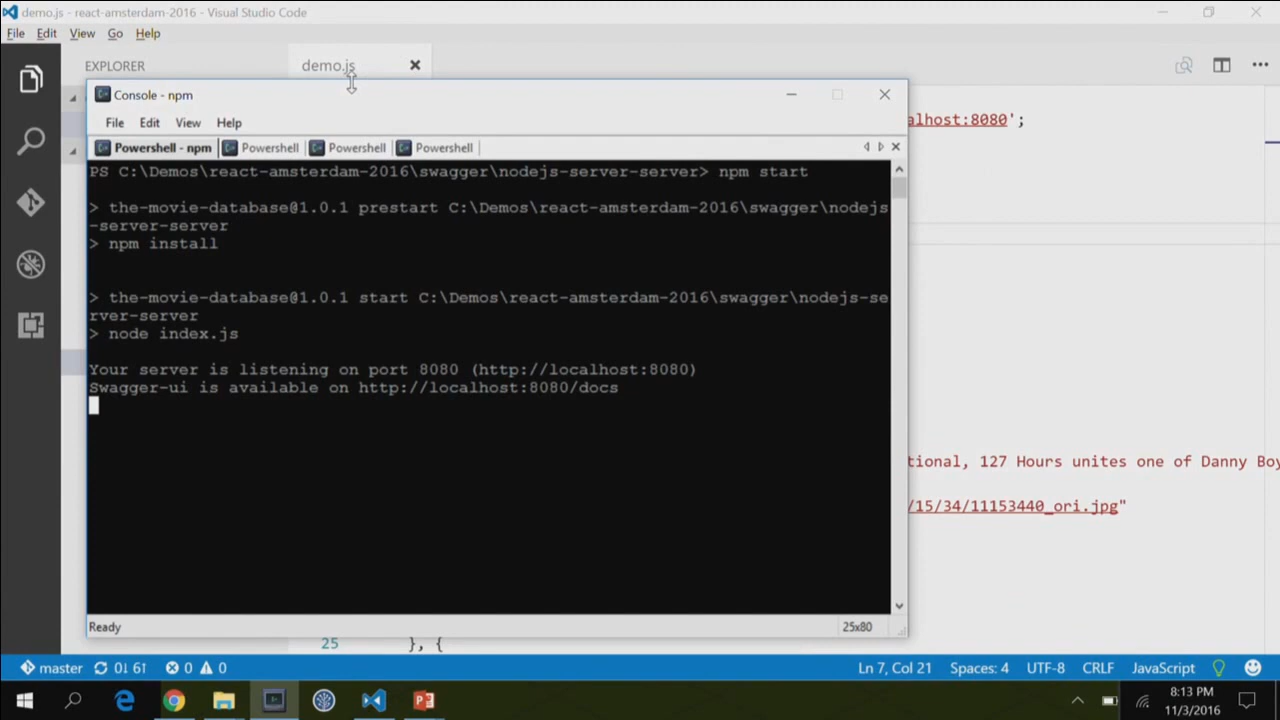 demo.js - react-amsterdam-2016 - Visual Studio Code
File Edit View Go Help
EXPLORER
demo.js
Console - npm
File Edit View Help
Powershell - npm Powershell Powershell Powershell
PS C:\Demos\react-amsterdam-2016\swagger\nodejs-server-server> npm start
> the-movie-database@1.0.1 prestart C:\Demos\react-amsterdam-2016\swagger\nodejs
-server-server
> npm install
> the-movie-database@1.0.1 start C:\Demos\react-amsterdam-2016\swagger\nodejs-se
rver-server
> node index.js
Your server is listening on port 8080 (http://localhost:8080)
Swagger-ui is available on http://localhost:8080/docs
Ready 25x80
alhost:8080';
tional, 127 Hours unites one of Danny Boy
/15/34/11153440_ori.jpg"
25 }, {
master 0↓ 6↑ 0 0 Ln 7, Col 21 Spaces: 4 UTF-8 CRLF JavaScript
8:13 PM
11/3/2016